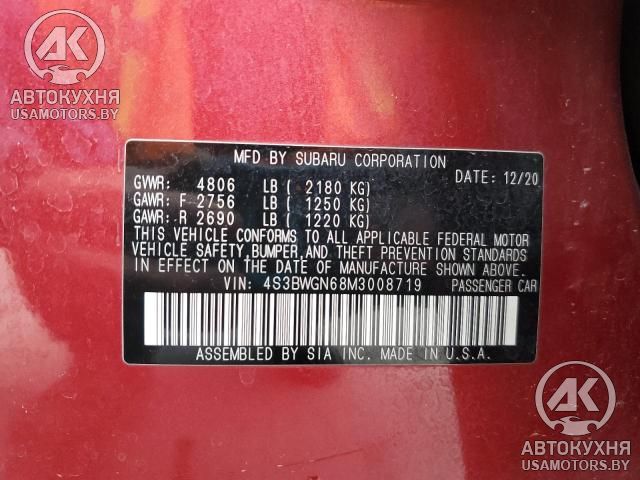 АК
АВТОКУХНЯ
USAMOTORS.BY
MFD BY SUBARU CORPORATION
DATE: 12/20
GVWR: 4806 LB ( 2180 KG)
GAWR: F 2756 LB ( 1250 KG)
GAWR: R 2690 LB ( 1220 KG)
THIS VEHICLE CONFORMS TO ALL APPLICABLE FEDERAL MOTOR
VEHICLE SAFETY, BUMPER, AND THEFT PREVENTION STANDARDS
IN EFFECT ON THE DATE OF MANUFACTURE SHOWN ABOVE.
VIN: 4S3BWGN68M3008719 PASSENGER CAR
ASSEMBLED BY SIA INC. MADE IN U.S.A.
АК
АВТОКУХНЯ
USAMOTORS.BY